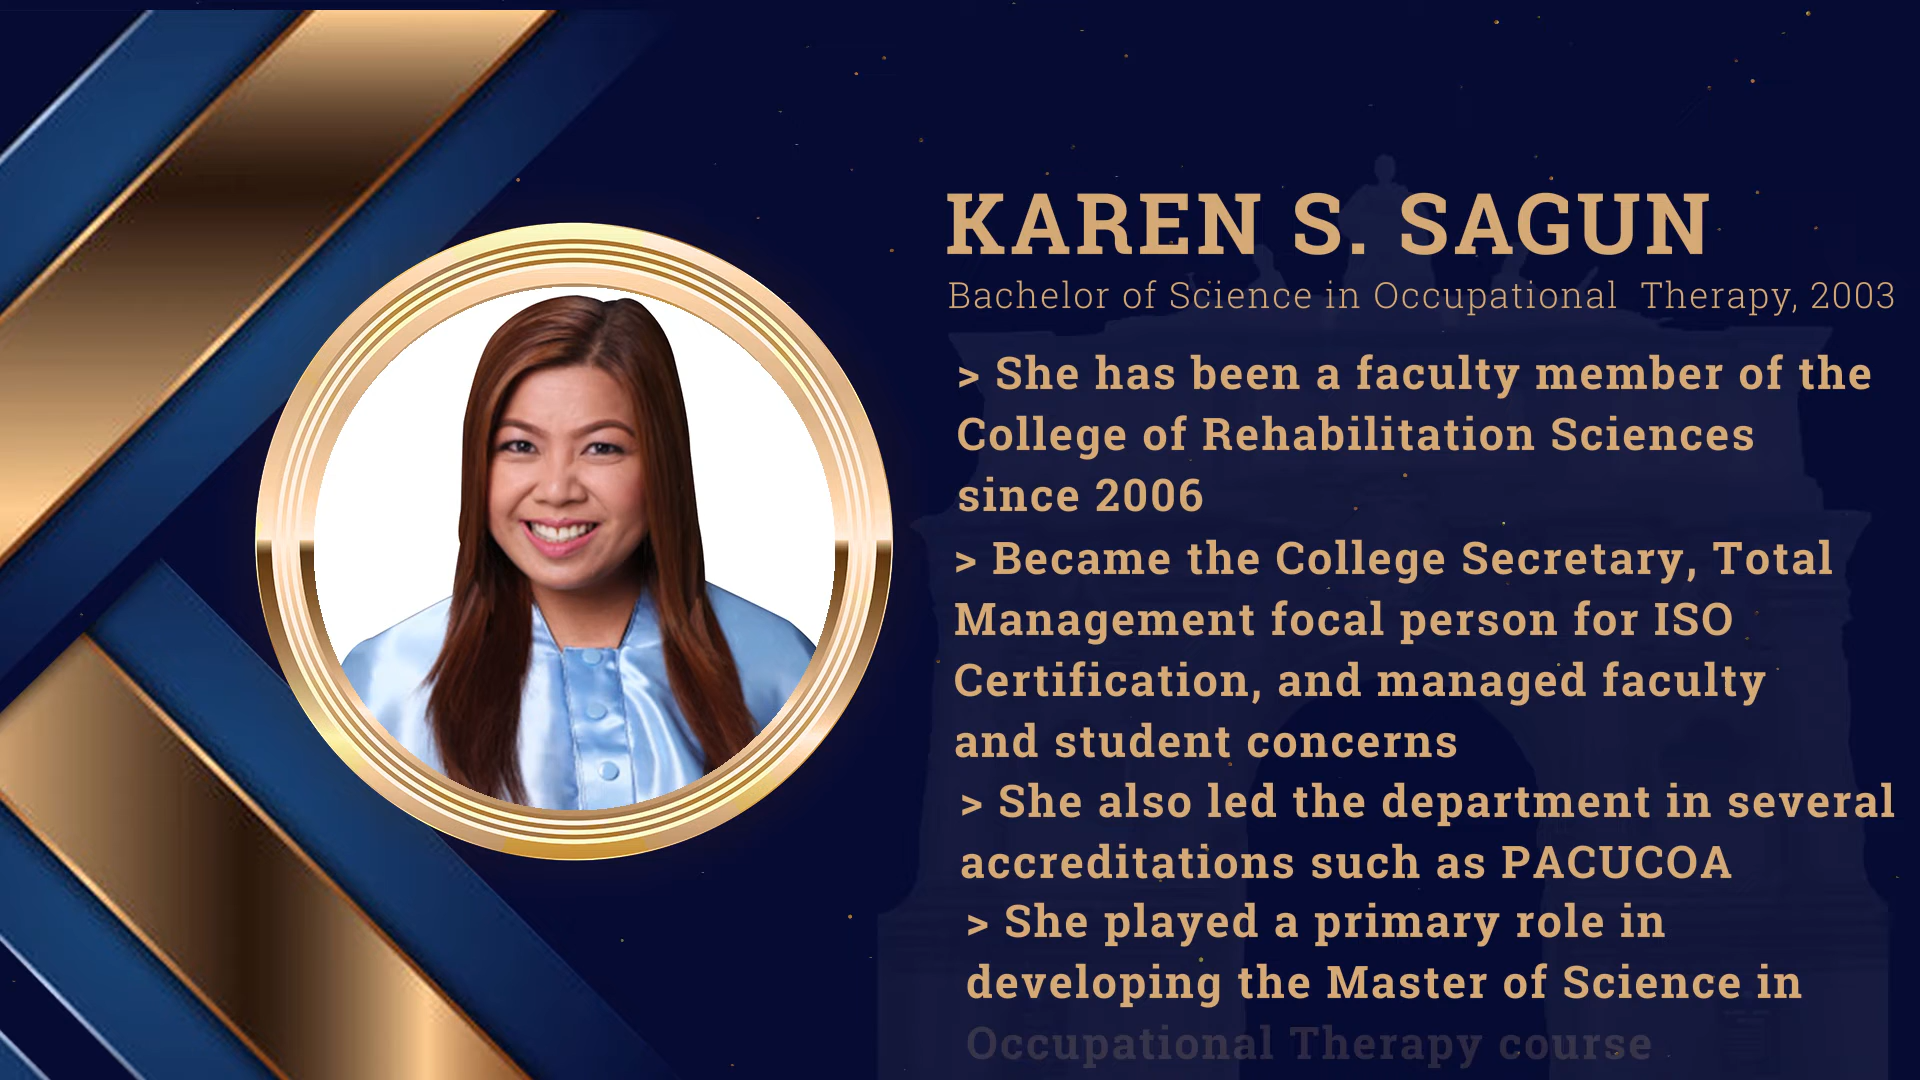 KAREN S. SAGUN
Bachelor of Science in Occupational Therapy, 2003
> She has been a faculty member of the
College of Rehabilitation Sciences
since 2006
> Became the College Secretary, Total
Management focal person for ISO
Certification, and managed faculty
and student concerns
> She also led the department in several
accreditations such as PACUCOA
> She played a primary role in
developing the Master of Science in
Occupational Therapy course